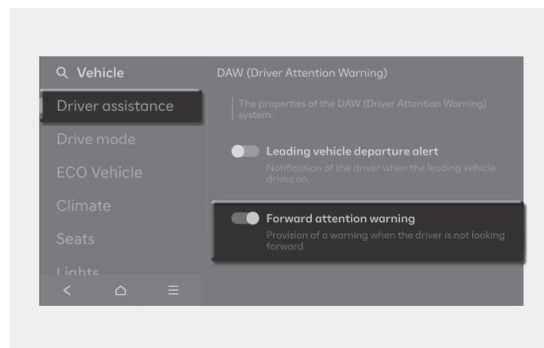 Vehicle
DAW (Driver Attention Warning)
Driver assistance
The properties of the DAW (Driver Attention Warning)
system.
Drive mode
Leading vehicle departure alert
Notification of the driver when the leading vehicle
drives on.
ECO Vehicle
Climate
Forward attention warning
Provision of a warning when the driver is not looking
forward
Seats
Lights